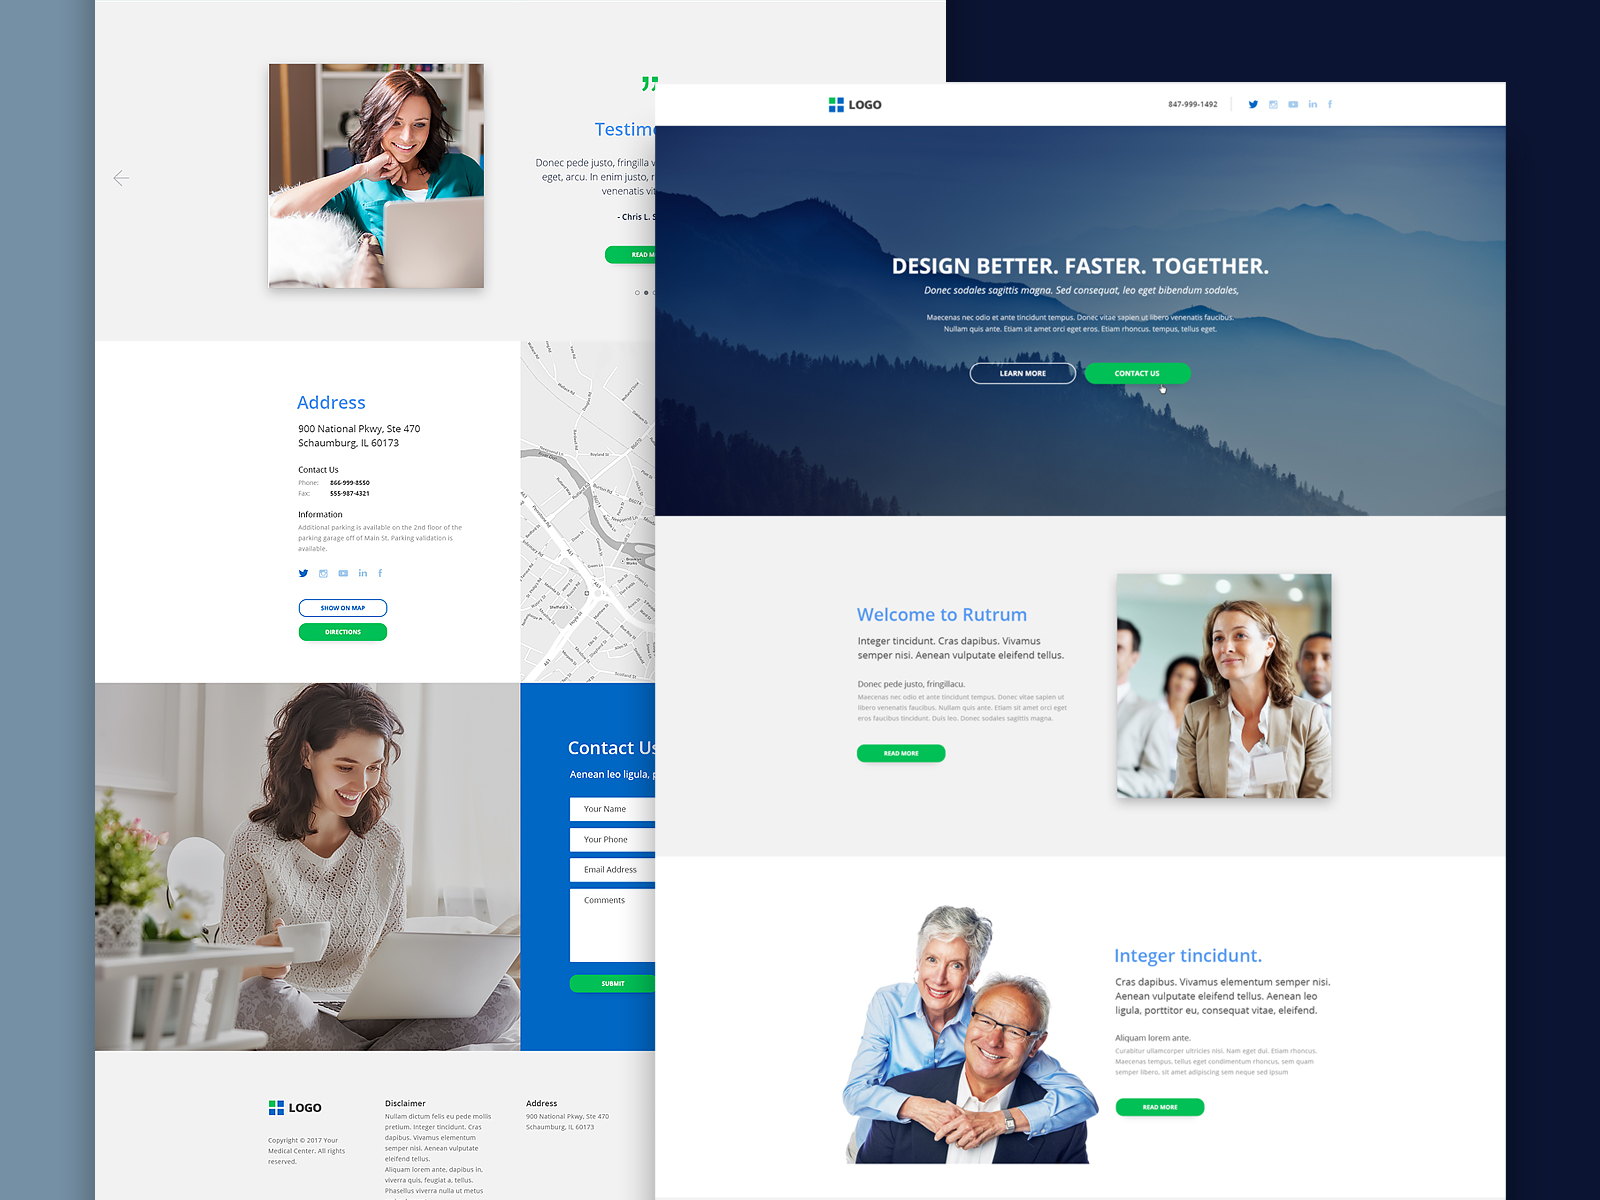 Testim
Donec pede justo, fringilla
eget, arcu. In enim justo,
venenatis
- Chris L.
READ
Address
900 National Pkwy, Ste 470
Schaumburg, IL 60173
Contact Us
Phone: 866-999-8550
Fax: 555-987-4321
Information
Additional parking is available on the 2nd floor of the
parking garage off of Main St. Parking validation is
available.
SHOW ON MAP
DIRECTIONS
Contact Us
Aenean leo ligula,
Your Name
Your Phone
Email Address
Comments
SUBMIT
LOGO
Copyright © 2017 Your
Medical Center. All rights
reserved.
Disclaimer
Nullam dictum felis eu pede mollis
pretium. Integer tincidunt. Cras
dapibus. Vivamus elementum
semper nisi. Aenean vulputate
eleifend tellus.
Aliquam lorem ante, dapibus in,
viverra quis, feugiat a, tellus.
Phasellus viverra nulla ut metus
Address
900 National Pkwy, Ste 470
Schaumburg, IL 60173
LOGO
847-999-1492
DESIGN BETTER. FASTER. TOGETHER.
Donec sodales sagittis magna. Sed consequat, leo eget bibendum sodales,
Maecenas nec odio et ante tincidunt tempus. Donec vitae sapien ut libero venenatis faucibus.
Nullam quis ante. Etiam sit amet orci eget eros. Etiam rhoncus. tempus, tellus eget.
LEARN MORE
CONTACT US
Welcome to Rutrum
Integer tincidunt. Cras dapibus. Vivamus
semper nisi. Aenean vulputate eleifend tellus.
Donec pede justo, fringillacu.
Maecenas nec odio et ante tincidunt tempus. Donec vitae sapien ut
libero venenatis faucibus. Nullam quis ante. Etiam sit amet orci eget
eros faucibus tincidunt. Duis leo. Donec sodales sagittis magna.
READ MORE
Integer tincidunt.
Cras dapibus. Vivamus elementum semper nisi.
Aenean vulputate eleifend tellus. Aenean leo
ligula, porttitor eu, consequat vitae, eleifend.
Aliquam lorem ante.
Curabitur ullamcorper ultricies nisi. Nam eget dui. Etiam rhoncus.
Maecenas tempus, tellus eget condimentum rhoncus, sem quam
semper libero, sit amet adipiscing sem neque sed ipsum
READ MORE